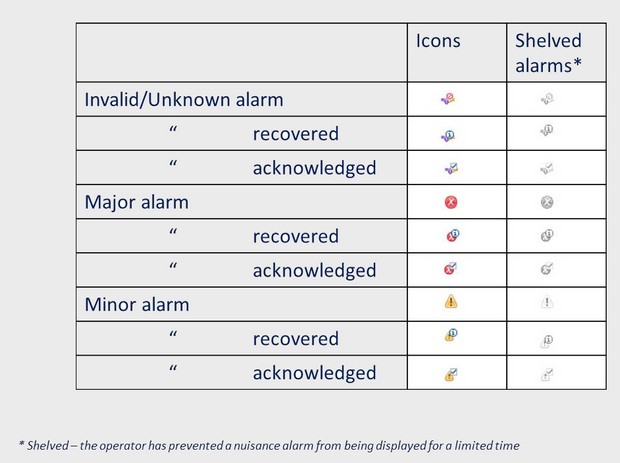 Icons Shelved
alarms*
Invalid/Unknown alarm
“ recovered
“ acknowledged
Major alarm
“ recovered
“ acknowledged
Minor alarm
“ recovered
“ acknowledged
* Shelved – the operator has prevented a nuisance alarm from being displayed for a limited time